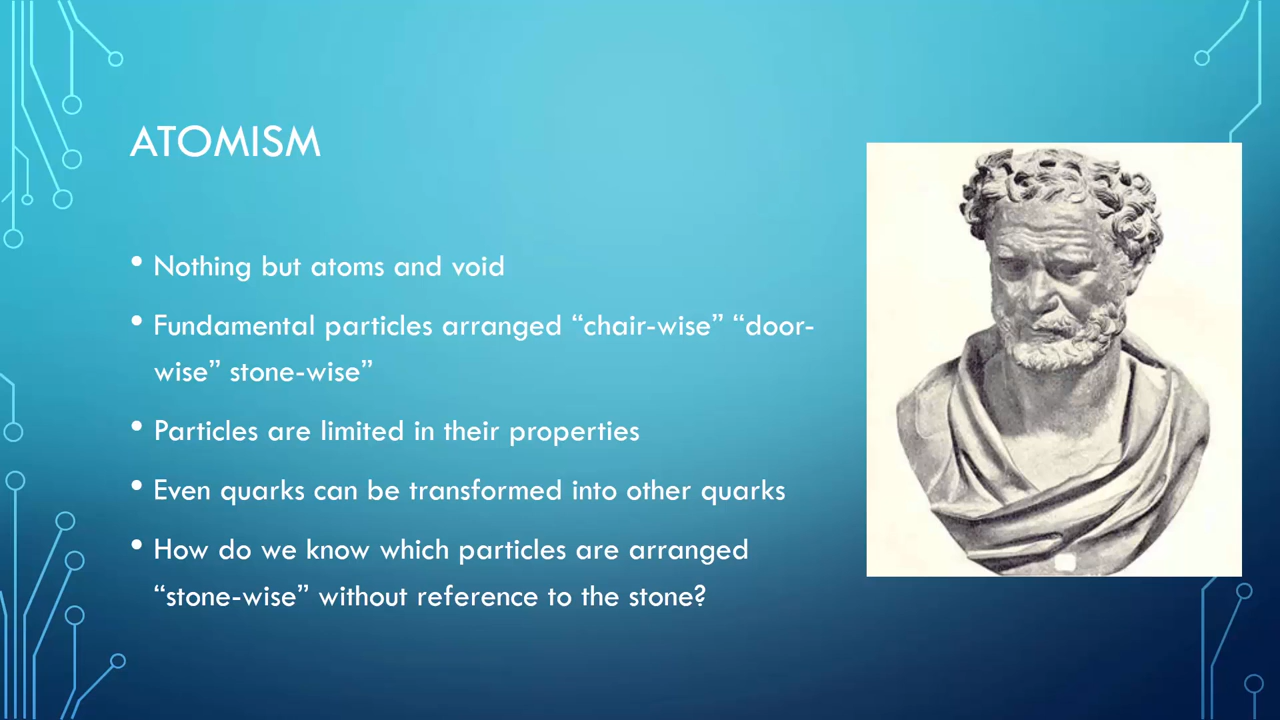 ATOMISM
• Nothing but atoms and void
• Fundamental particles arranged “chair-wise” “door-
wise” stone-wise”
• Particles are limited in their properties
• Even quarks can be transformed into other quarks
• How do we know which particles are arranged
“stone-wise” without reference to the stone?